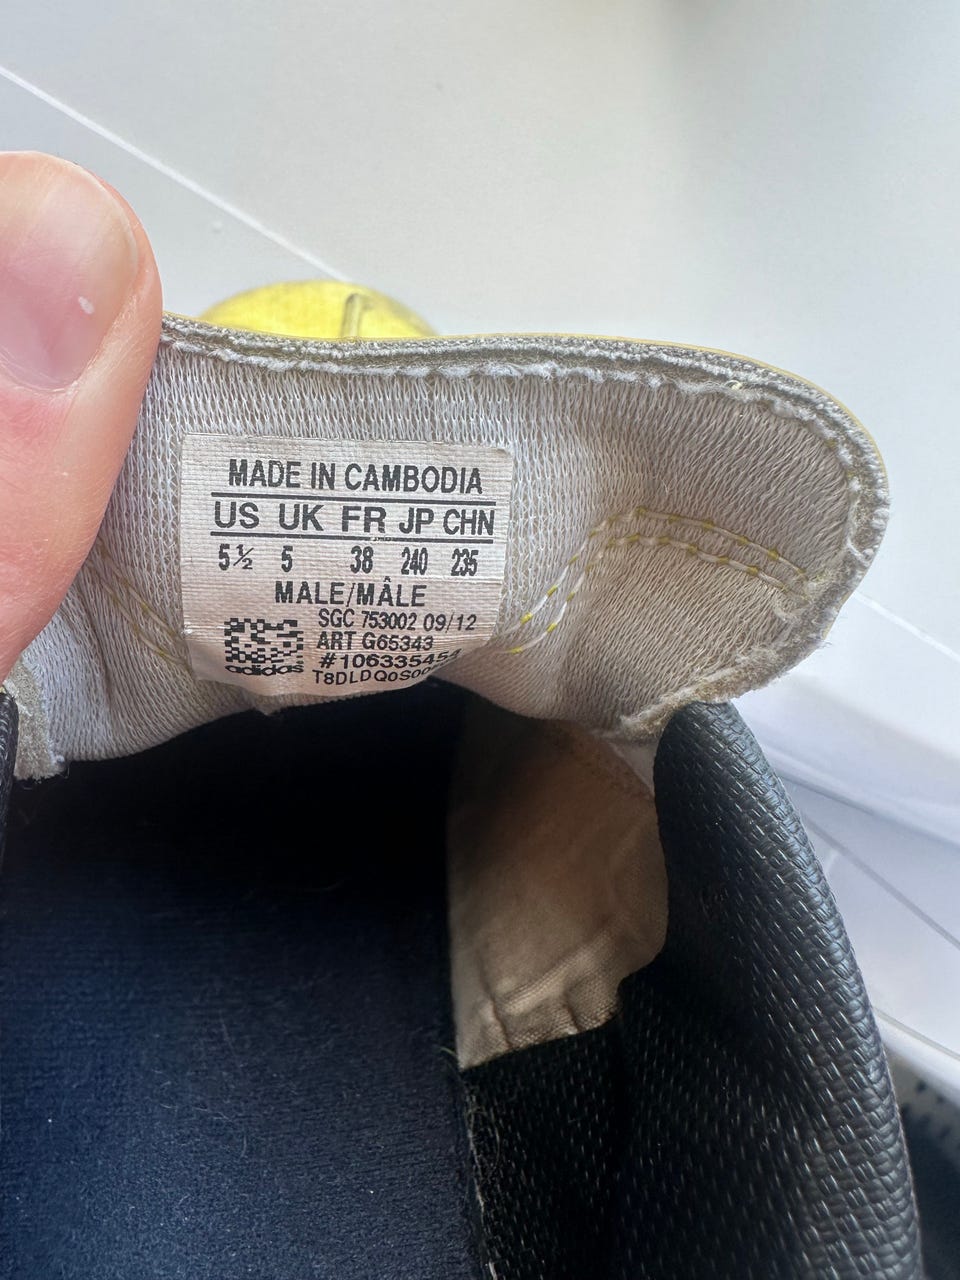 MADE IN CAMBODIA
US UK FR JP CHN
5½ 5 38 240 235
MALE/MÂLE
SGC 753002 09/12
ART G65343
#106335454
adidas